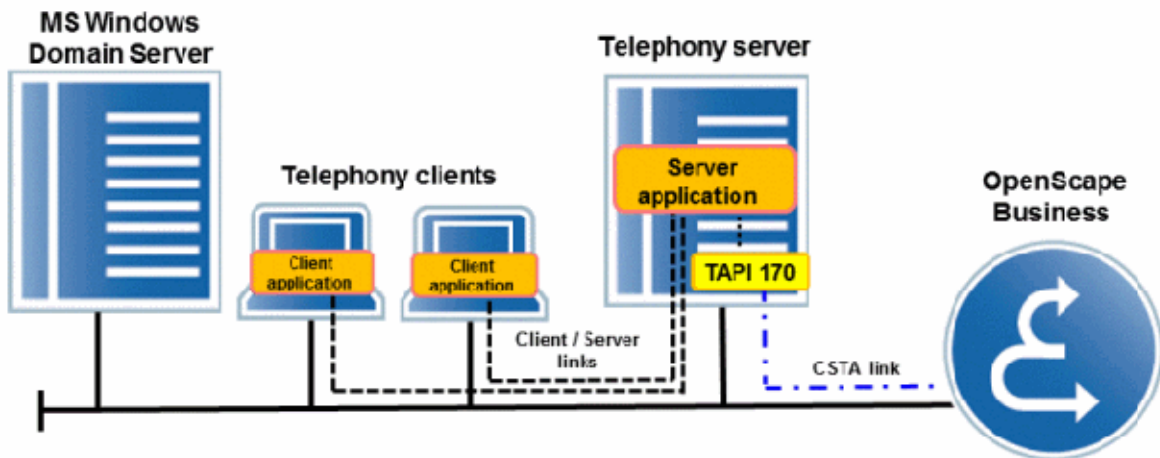 MS Windows
Domain Server
Telephony server
Telephony clients
Server
application
OpenScape
Business
Client
application
Client
application
TAPI 170
Client / Server
links
CSTA link